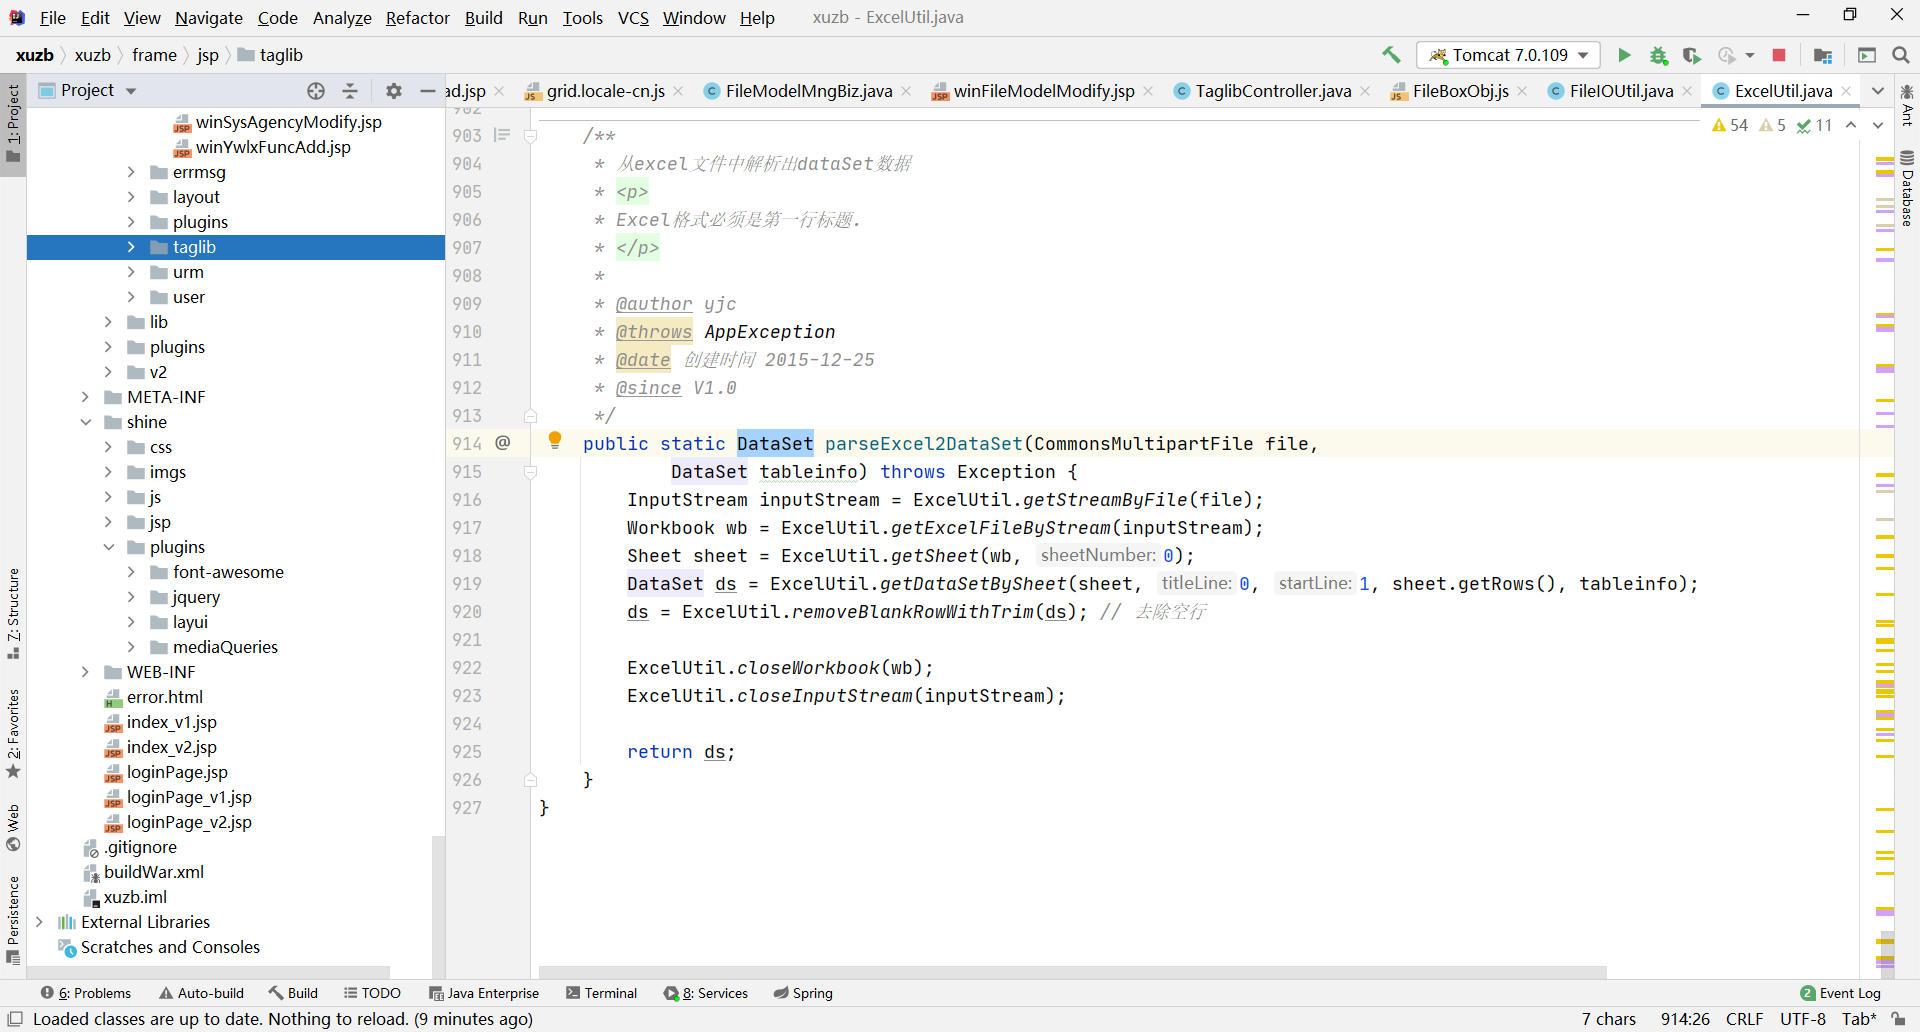 File Edit View Navigate Code Analyze Refactor Build Run Tools VCS Window Help xuzb - ExcelUtil.java
xuzb xuzb frame jsp taglib Tomcat 7.0.109
Project ad.jsp grid.locale-cn.js FileModelMngBiz.java winFileModelModify.jsp TaglibController.java FileBoxObj.js FileIOUtil.java ExcelUtil.java
1: Project
7: Structure
2: Favorites
Web
Persistence
winSysAgencyModify.jsp
winYwlxFuncAdd.jsp
errmsg
layout
plugins
taglib
urm
user
lib
plugins
v2
META-INF
shine
css
imgs
js
jsp
plugins
font-awesome
jquery
layui
mediaQueries
WEB-INF
error.html
index_v1.jsp
index_v2.jsp
loginPage.jsp
loginPage_v1.jsp
loginPage_v2.jsp
.gitignore
buildWar.xml
xuzb.iml
External Libraries
Scratches and Consoles
54 5 11
902
903 /**
904 * 从excel文件中解析出dataSet数据
905 * <p>
906 * Excel格式必须是第一行标题.
907 * </p>
908 *
909 * @author yjc
910 * @throws AppException
911 * @date 创建时间 2015-12-25
912 * @since V1.0
913 */
914 @ public static DataSet parseExcel2DataSet(CommonsMultipartFile file,
915 DataSet tableinfo) throws Exception {
916 InputStream inputStream = ExcelUtil.getStreamByFile(file);
917 Workbook wb = ExcelUtil.getExcelFileByStream(inputStream);
918 Sheet sheet = ExcelUtil.getSheet(wb, sheetNumber: 0);
919 DataSet ds = ExcelUtil.getDataSetBySheet(sheet, titleLine: 0, startLine: 1, sheet.getRows(), tableinfo);
920 ds = ExcelUtil.removeBlankRowWithTrim(ds); // 去除空行
921
922 ExcelUtil.closeWorkbook(wb);
923 ExcelUtil.closeInputStream(inputStream);
924
925 return ds;
926 }
927 }
Ant
Database
6: Problems Auto-build Build TODO Java Enterprise Terminal 8: Services Spring 2 Event Log
Loaded classes are up to date. Nothing to reload. (9 minutes ago) 7 chars 914:26 CRLF UTF-8 Tab*